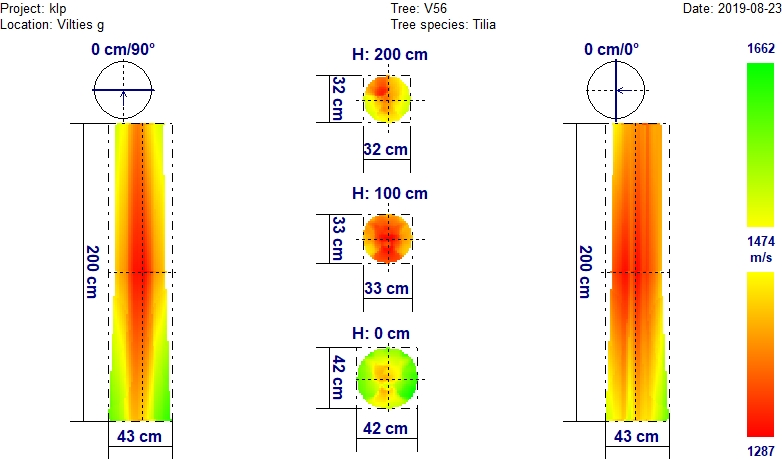 Project: klp
Tree: V56
Date: 2019-08-23
Location: Vilties g
Tree species: Tilia
0 cm/90°
H: 200 cm
0 cm/0°
1662
32 cm
32 cm
H: 100 cm
33 cm
33 cm
200 cm
200 cm
1474
m/s
H: 0 cm
42 cm
42 cm
43 cm
43 cm
1287